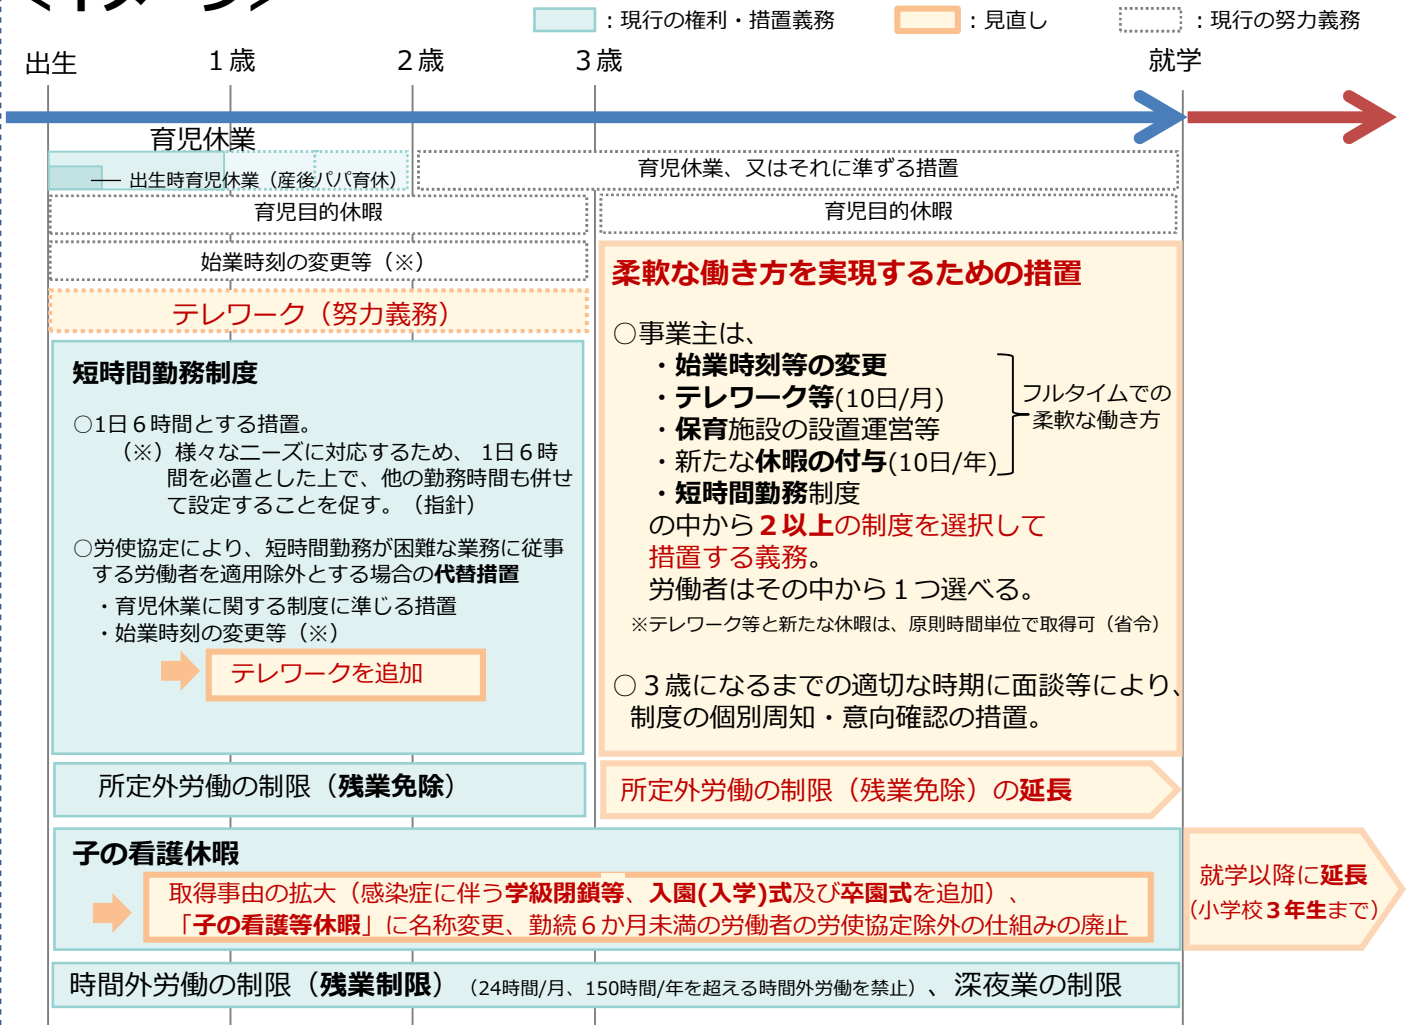 ＜イメージ＞
：現行の権利・措置義務
：見直し
：現行の努力義務
出生
１歳
２歳
３歳
就学
育児休業
出生時育児休業（産後パパ育休）
育児休業、又はそれに準ずる措置
育児目的休暇
育児目的休暇
始業時刻の変更等（※）
テレワーク（努力義務）
短時間勤務制度
○1日６時間とする措置。
（※）様々なニーズに対応するため、 1日６時
間を必置とした上で、他の勤務時間も併せ
て設定することを促す。（指針）
○労使協定により、短時間勤務が困難な業務に従事
する労働者を適用除外とする場合の代替措置
・育児休業に関する制度に準じる措置
・始業時刻の変更等（※）
テレワークを追加
柔軟な働き方を実現するための措置
○事業主は、
・始業時刻等の変更
・テレワーク等(10日/月)
・保育施設の設置運営等
・新たな休暇の付与(10日/年)
・短時間勤務制度
フルタイムでの
柔軟な働き方
の中から２以上の制度を選択して
措置する義務。
労働者はその中から１つ選べる。
※テレワーク等と新たな休暇は、原則時間単位で取得可（省令）
○３歳になるまでの適切な時期に面談等により、
制度の個別周知・意向確認の措置。
所定外労働の制限（残業免除）
所定外労働の制限（残業免除）の延長
子の看護休暇
取得事由の拡大（感染症に伴う学級閉鎖等、入園(入学)式及び卒園式を追加）、
「子の看護等休暇」に名称変更、勤続６か月未満の労働者の労使協定除外の仕組みの廃止
就学以降に延長
（小学校３年生まで）
時間外労働の制限（残業制限）（24時間/月、150時間/年を超える時間外労働を禁止）、深夜業の制限